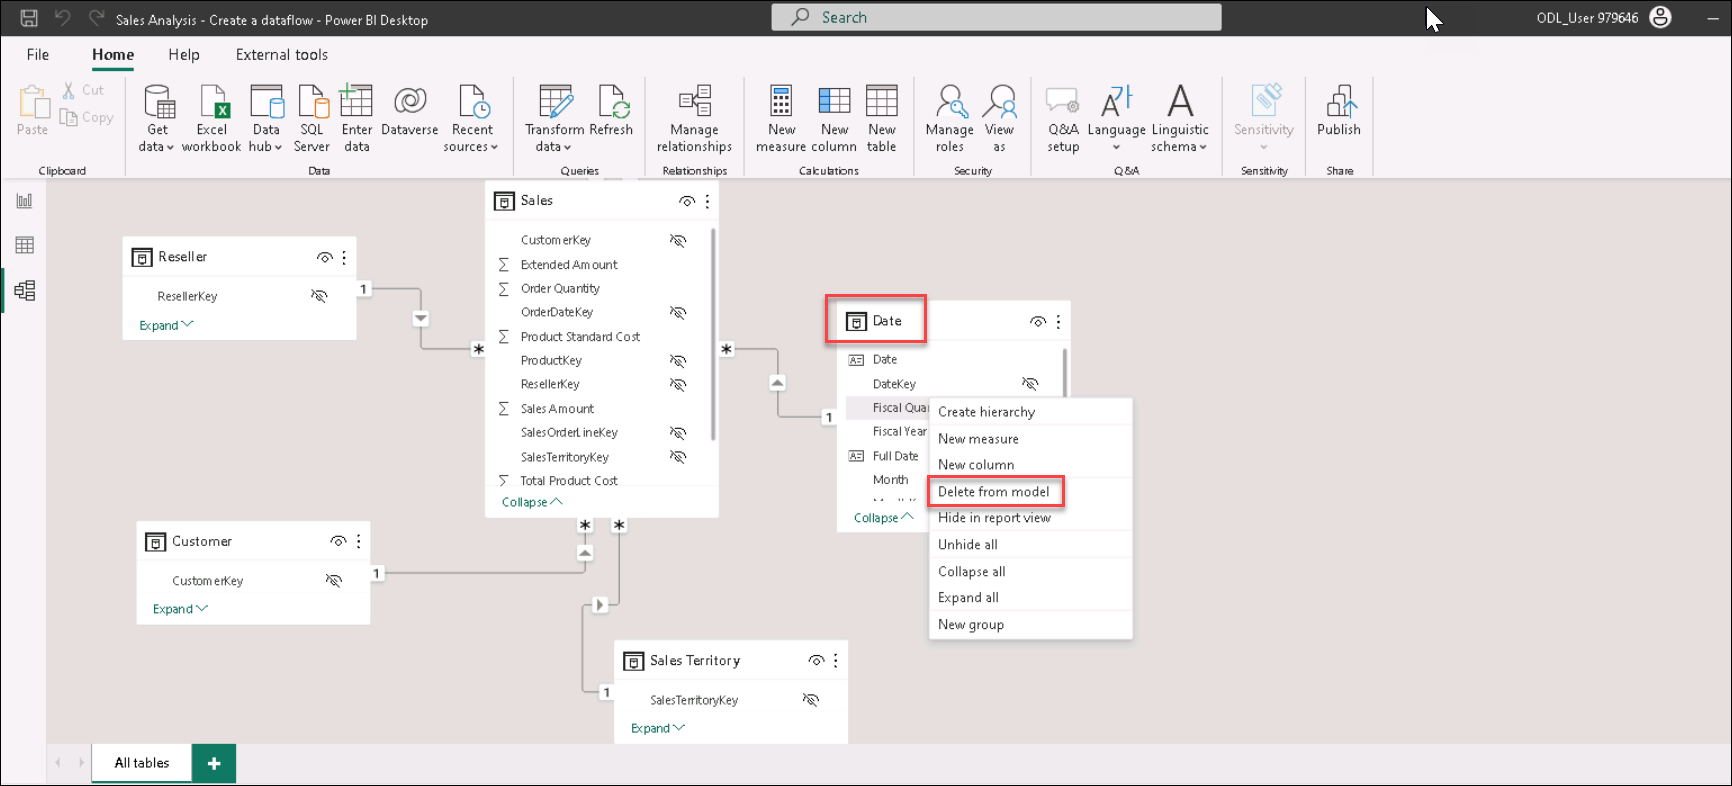 Sales Analysis - Create a dataflow - Power BI Desktop
Search
ODL_User 979646
File Home Help External tools
Paste
Cut
Copy
Clipboard
Get data
Excel workbook
Data hub
SQL Server
Enter data
Dataverse
Recent sources
Data
Transform data
Refresh
Queries
Manage relationships
Relationships
New measure
New column
New table
Calculations
Manage roles
View as
Security
Q&A setup
Language
Linguistic schema
Q&A
Sensitivity
Sensitivity
Publish
Share
Sales
CustomerKey
Σ Extended Amount
Σ Order Quantity
OrderDateKey
Σ Product Standard Cost
ProductKey
ResellerKey
Σ Sales Amount
SalesOrderLineKey
SalesTerritoryKey
Σ Total Product Cost
Collapse
Reseller
ResellerKey
Expand
1
*
*
1
Date
Date
DateKey
Fiscal Quar
Fiscal Year
Full Date
Month
Collapse
Create hierarchy
New measure
New column
Delete from model
Hide in report view
Unhide all
Collapse all
Expand all
New group
Customer
CustomerKey
Expand
1
* *
Sales Territory
SalesTerritoryKey
Expand
1
All tables +